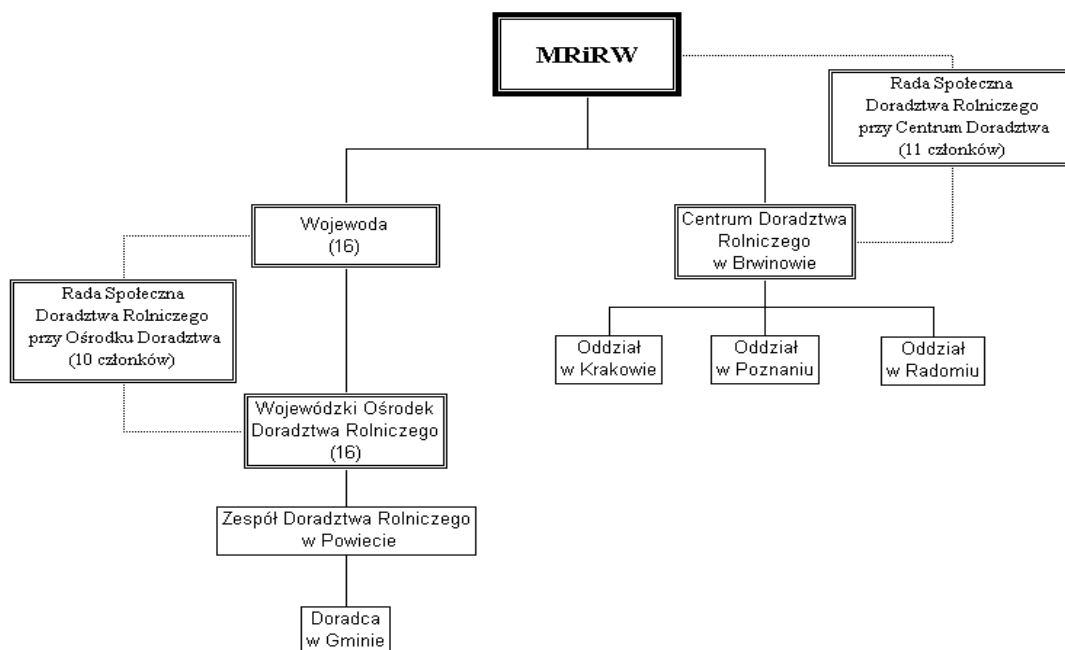 MRiRW
Rada Społeczna
Doradztwa Rolniczego
przy Centrum Doradztwa
(11 członków)
Wojewoda
(16)
Centrum Doradztwa
Rolniczego
w Brwinowie
Rada Społeczna
Doradztwa Rolniczego
przy Ośrodku Doradztwa
(10 członków)
Oddział
w Krakowie
Oddział
w Poznaniu
Oddział
w Radomiu
Wojewódzki Ośrodek
Doradztwa Rolniczego
(16)
Zespół Doradztwa Rolniczego
w Powiecie
Doradca
w Gminie